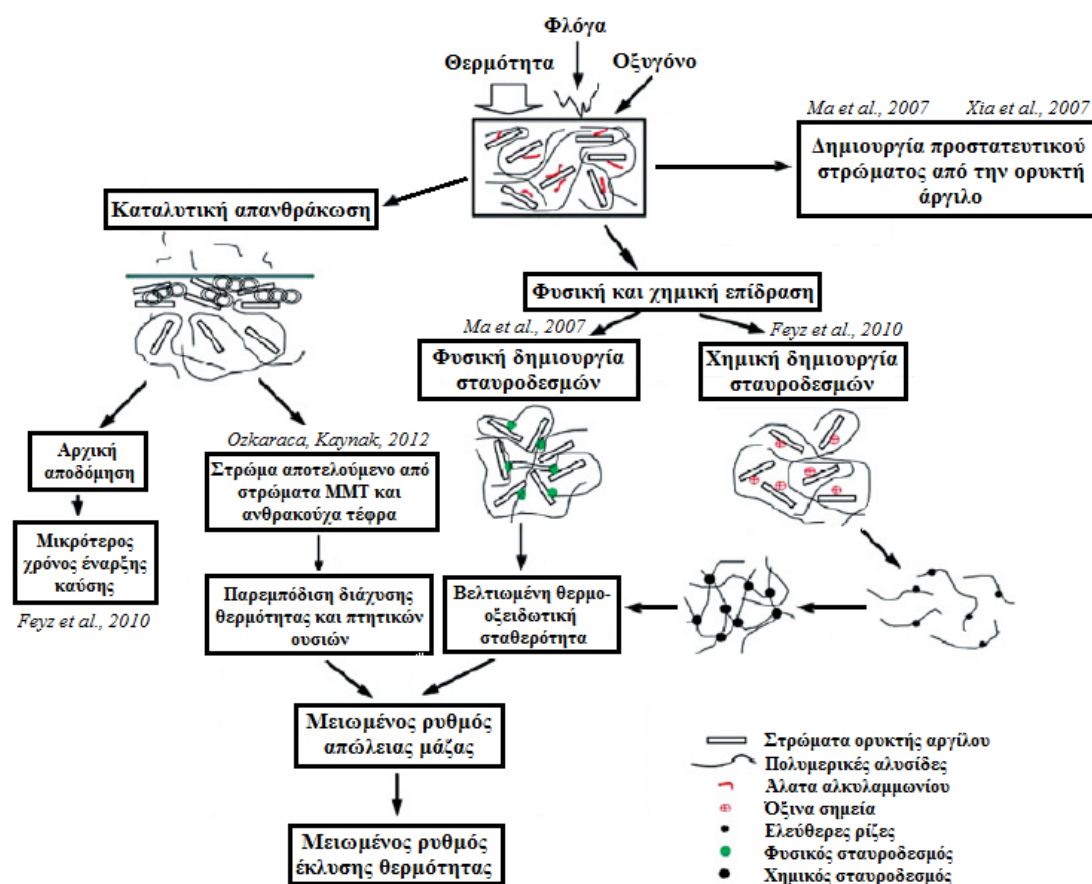 Φλόγα
Θερμότητα
Οξυγόνο
Ma et al., 2007 Xia et al., 2007
Δημιουργία προστατευτικού
στρώματος από την ορυκτή
άργιλο
Καταλυτική απανθράκωση
Φυσική και χημική επίδραση
Ma et al., 2007
Feyz et al., 2010
Φυσική δημιουργία
σταυροδεσμών
Χημική δημιουργία
σταυροδεσμών
Αρχική
αποδόμηση
Ozkaraca, Kaynak, 2012
Στρώμα αποτελούμενο από
στρώματα MMT και
ανθρακούχα τέφρα
Μικρότερος
χρόνος έναρξης
καύσης
Feyz et al., 2010
Παρεμπόδιση διάχυσης
θερμότητας και πτητικών
ουσιών
Βελτιωμένη θερμο-
οξειδωτική
σταθερότητα
Μειωμένος ρυθμός
απώλειας μάζας
Μειωμένος ρυθμός
έκλυσης θερμότητας
Στρώματα ορυκτής αργίλου
Πολυμερικές αλυσίδες
Άλατα αλκυλαμμωνίου
Όξινα σημεία
Ελεύθερες ρίζες
Φυσικός σταυροδεσμός
Χημικός σταυροδεσμός